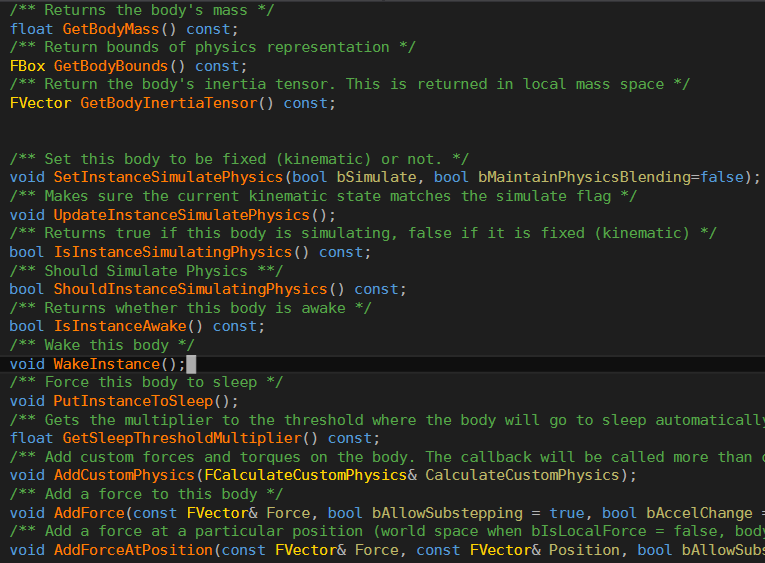 /** Returns the body's mass */
float GetBodyMass() const;
/** Return bounds of physics representation */
FBox GetBodyBounds() const;
/** Return the body's inertia tensor. This is returned in local mass space */
FVector GetBodyInertiaTensor() const;
/** Set this body to be fixed (kinematic) or not. */
void SetInstanceSimulatePhysics(bool bSimulate, bool bMaintainPhysicsBlending=false);
/** Makes sure the current kinematic state matches the simulate flag */
void UpdateInstanceSimulatePhysics();
/** Returns true if this body is simulating, false if it is fixed (kinematic) */
bool IsInstanceSimulatingPhysics() const;
/** Should Simulate Physics **/
bool ShouldInstanceSimulatingPhysics() const;
/** Returns whether this body is awake */
bool IsInstanceAwake() const;
/** Wake this body */
void WakeInstance();
/** Force this body to sleep */
void PutInstanceToSleep();
/** Gets the multiplier to the threshold where the body will go to sleep automatically
float GetSleepThresholdMultiplier() const;
/** Add custom forces and torques on the body. The callback will be called more than
void AddCustomPhysics(FCalculateCustomPhysics& CalculateCustomPhysics);
/** Add a force to this body */
void AddForce(const FVector& Force, bool bAllowSubstepping = true, bool bAccelChange =
/** Add a force at a particular position (world space when bIsLocalForce = false, body
void AddForceAtPosition(const FVector& Force, const FVector& Position, bool bAllowSubs